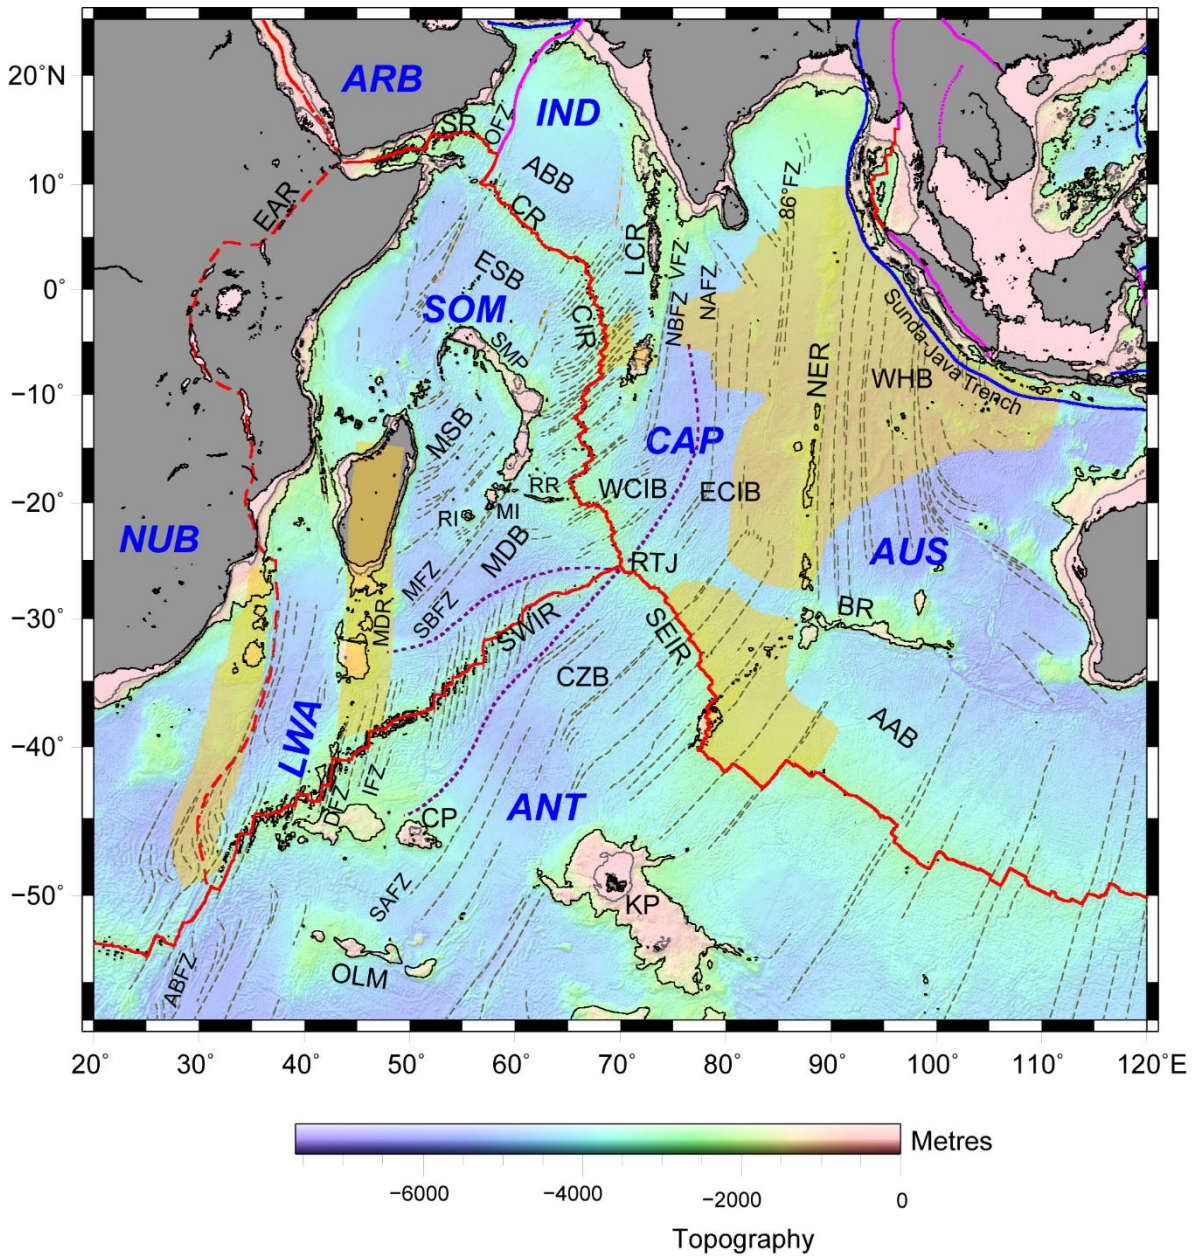 20°N
10°
0°
−10°
−20°
−30°
−40°
−50°
ARB
IND
SR
OFZ
ABB
EAR
CR
LCR
VFZ
86°FZ
ESB
SOM
CIR
NBFZ
NAFZ
SMP
NER
Sunda-Java Trench
WHB
MSB
CAP
RR
WCIB
ECIB
RI
MI
NUB
MDB
AUS
RTJ
MFZ
SBFZ
MDR
BR
SWIR
SEIR
CZB
LWA
AAB
IFZ
DFZ
ANT
CP
SAFZ
KP
OLM
ABFZ
20°
30°
40°
50°
60°
70°
80°
90°
100°
110°
120°E
Metres
−6000
−4000
−2000
0
Topography